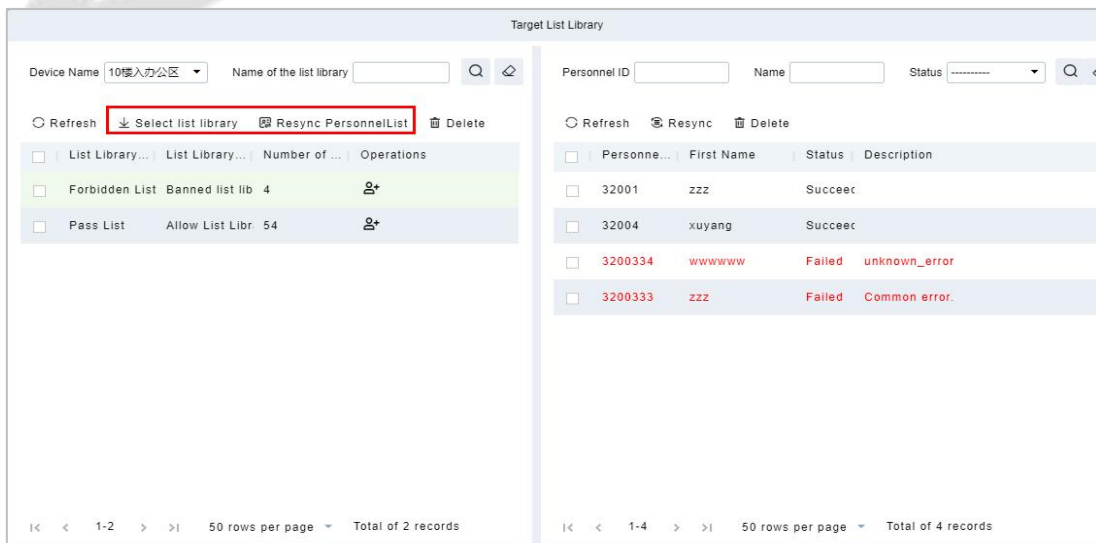 Target List Library
Device Name 10楼入办公区 Name of the list library
Refresh Select list library Resync PersonnelList Delete
List Library... List Library... Number of ... Operations
Forbidden List Banned list lib 4
Pass List Allow List Libr 54
1-2 50 rows per page Total of 2 records
Personnel ID Name Status ----------
Refresh Resync Delete
Personne... First Name Status Description
32001 zzz Succeec
32004 xuyang Succeec
3200334 wwwwww Failed unknown_error
3200333 zzz Failed Common error.
1-4 50 rows per page Total of 4 records